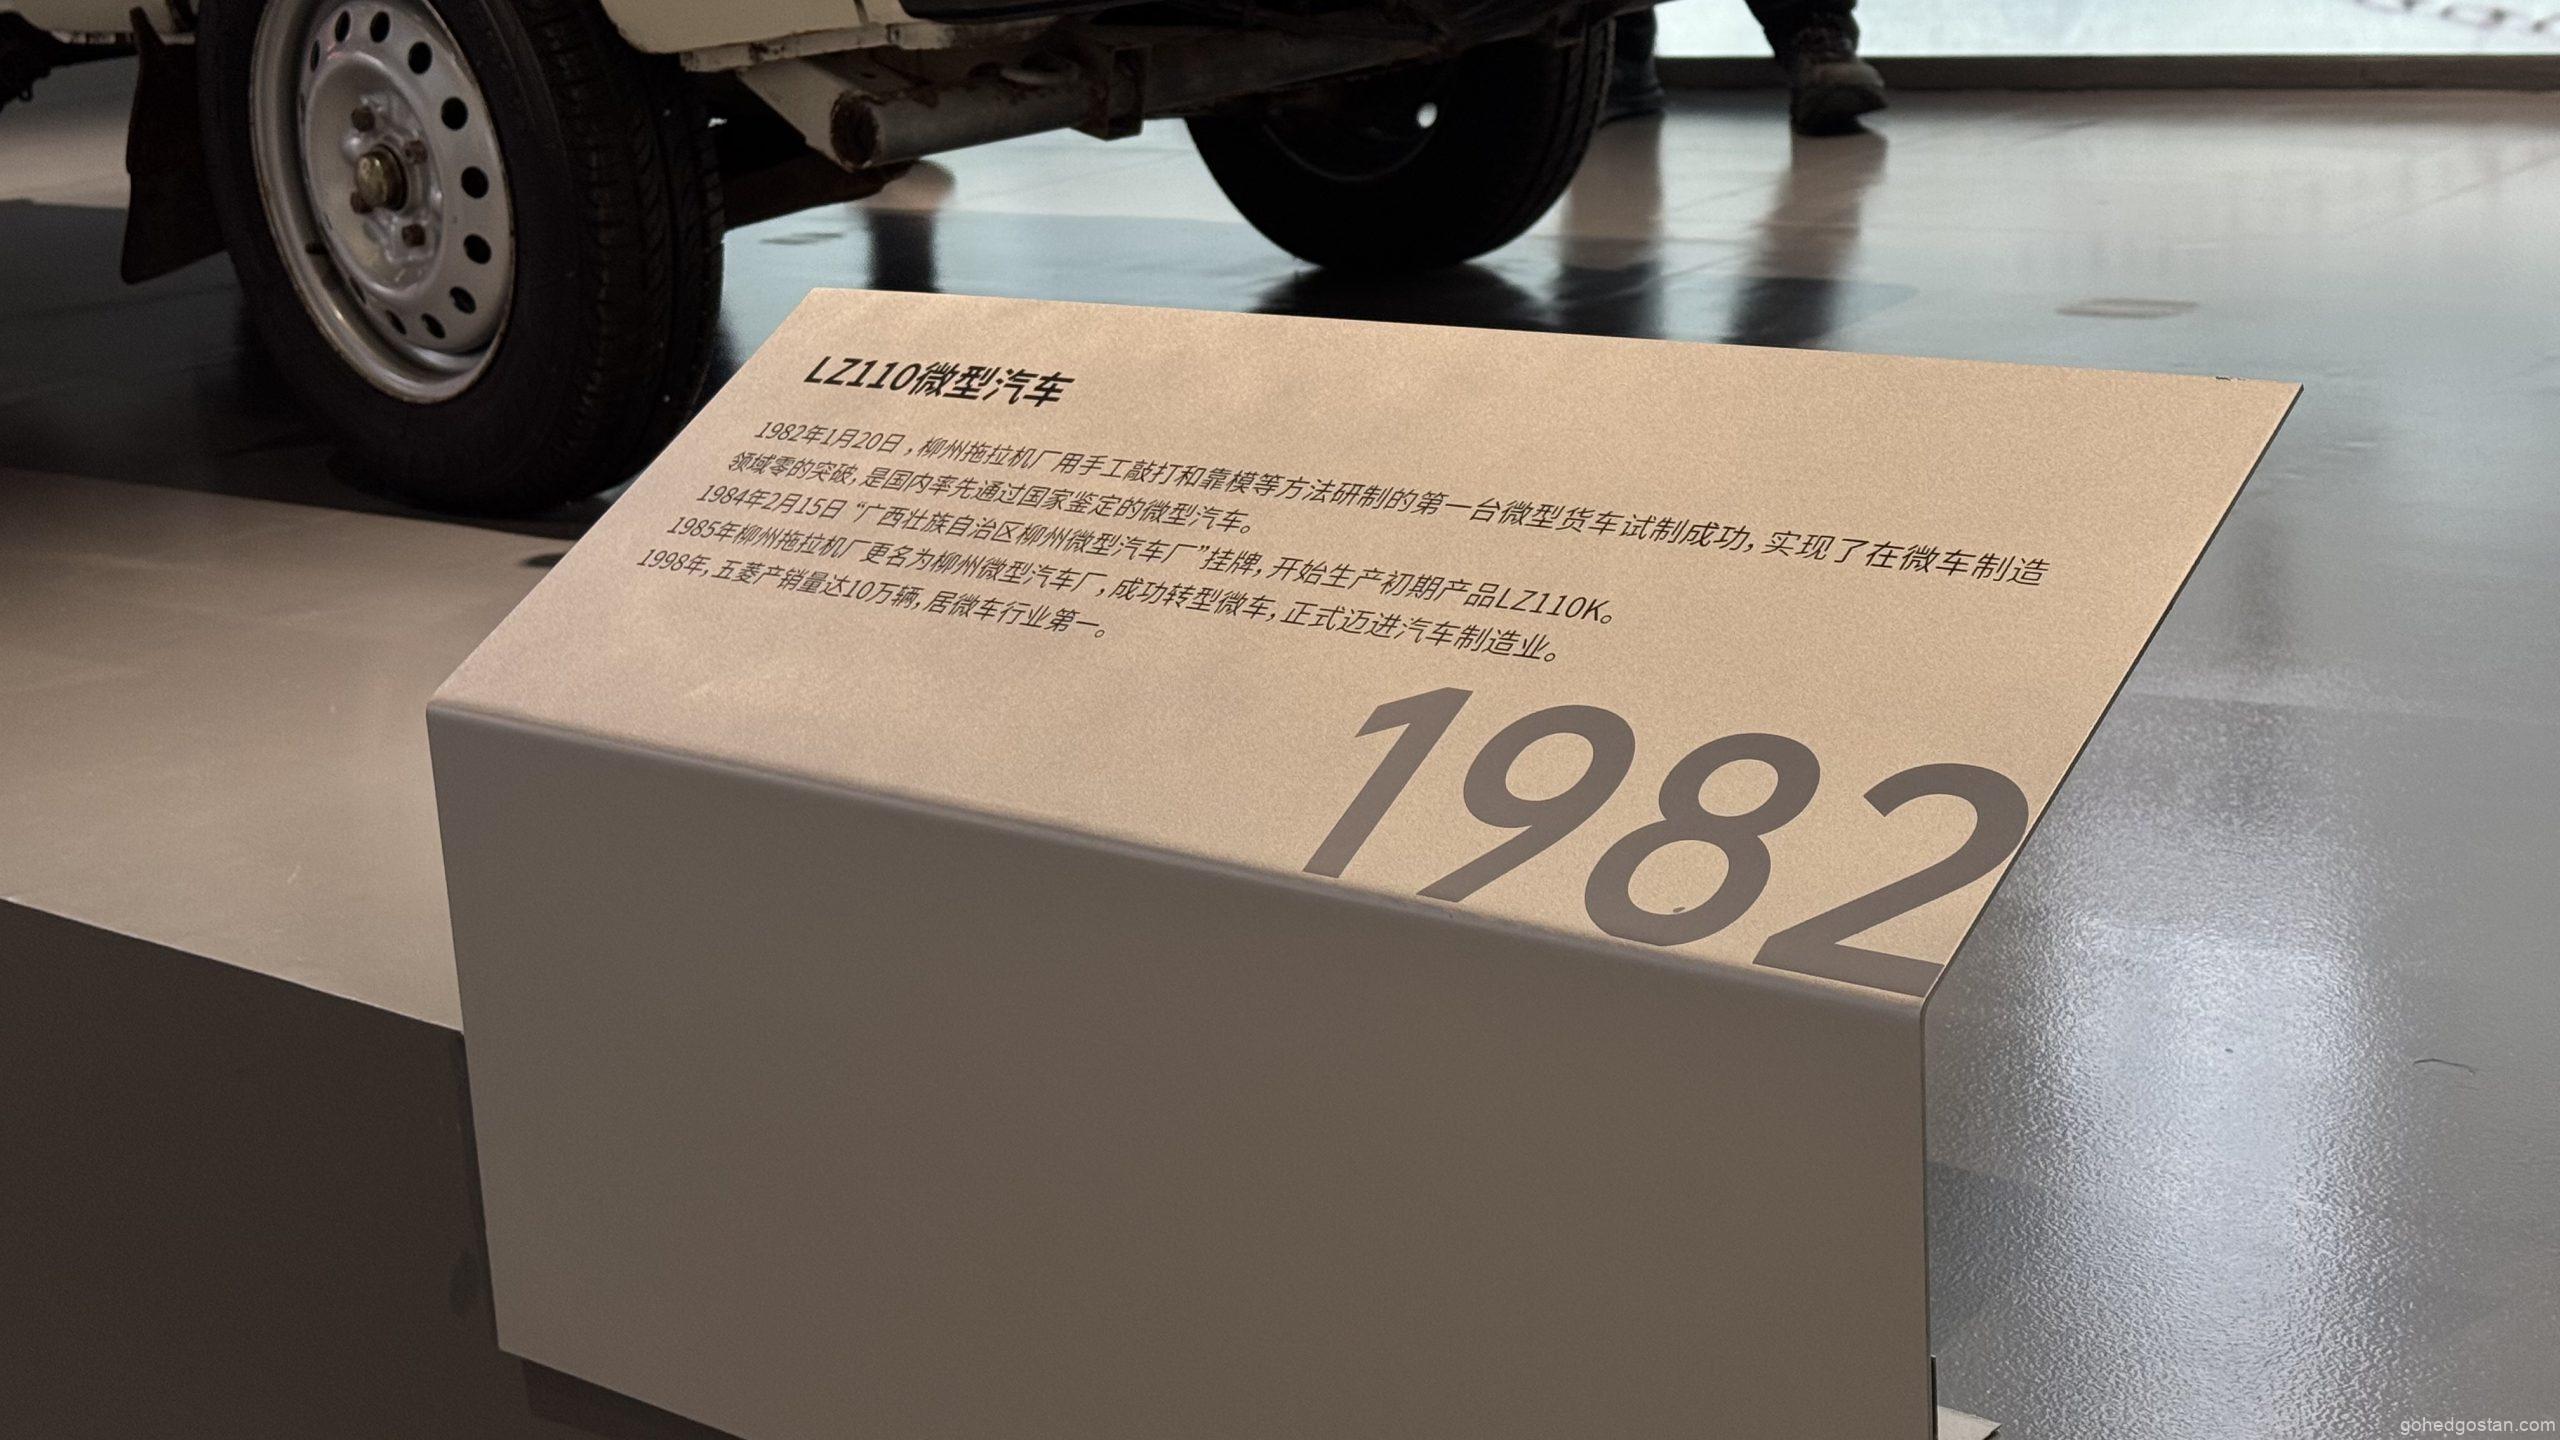 LZ110微型汽车
1982年1月20日，柳州拖拉机厂用手工敲打和靠模等方法研制的第一台微型货车试制成功，实现了在微车制造
领域零的突破，是国内率先通过国家鉴定的微型汽车。
1984年2月15日“广西壮族自治区柳州微型汽车厂”挂牌，开始生产初期产品LZ110K。
1985年柳州拖拉机厂更名为柳州微型汽车厂，成功转型微车，正式迈进汽车制造业。
1998年，五菱产销量达10万辆，居微车行业第一。
1982
gohedgostan.com